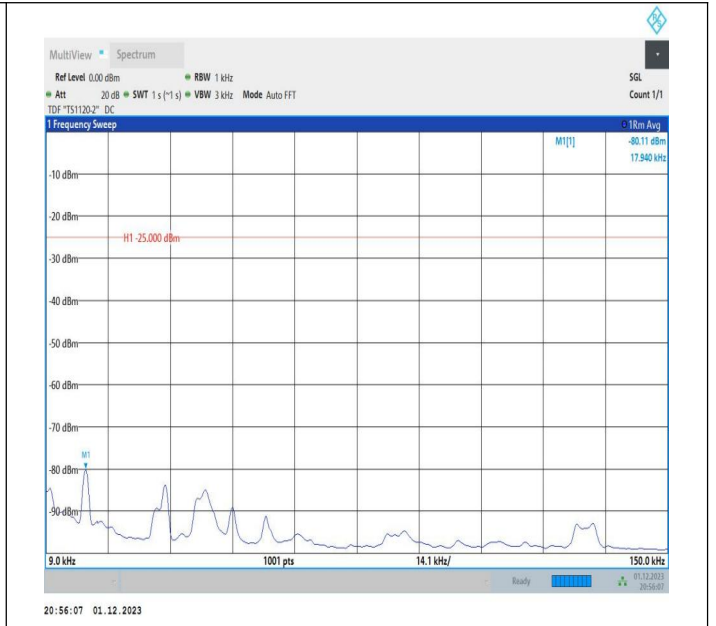 R S
MultiView Spectrum
Ref Level 0.00 dBm RBW 1 kHz SGL
Att 20 dB SWT 1 s (~1 s) VBW 3 kHz Mode Auto FFT Count 1/1
TDF "TS1120-2" DC
1 Frequency Sweep 1Rm Avg
M1[1] -80.11 dBm
17.940 kHz
-10 dBm
-20 dBm
H1 -25.000 dBm
-30 dBm
-40 dBm
-50 dBm
-60 dBm
-70 dBm
M1
-80 dBm
-90 dBm
9.0 kHz 1001 pts 14.1 kHz/ 150.0 kHz
Ready 01.12.2023
20:56:07
20:56:07 01.12.2023